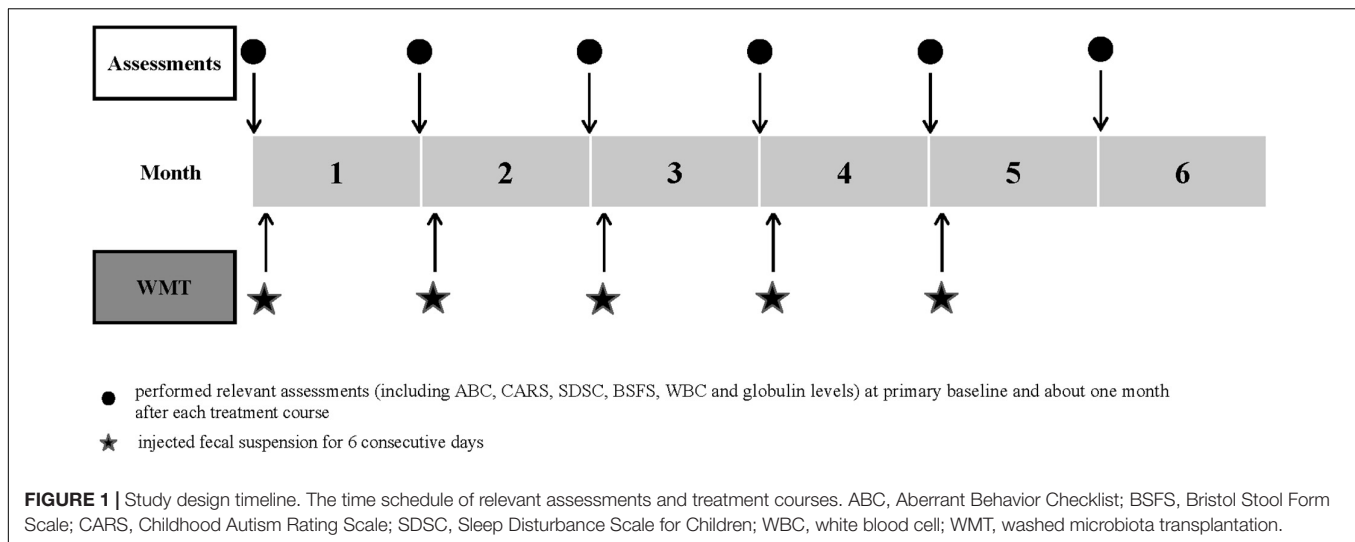 Assessments
Month 1 2 3 4 5 6
WMT
performed relevant assessments (including ABC, CARS, SDSC, BSFS, WBC and globulin levels) at primary baseline and about one month
after each treatment course
injected fecal suspension for 6 consecutive days
FIGURE 1 | Study design timeline. The time schedule of relevant assessments and treatment courses. ABC, Aberrant Behavior Checklist; BSFS, Bristol Stool Form
Scale; CARS, Childhood Autism Rating Scale; SDSC, Sleep Disturbance Scale for Children; WBC, white blood cell; WMT, washed microbiota transplantation.